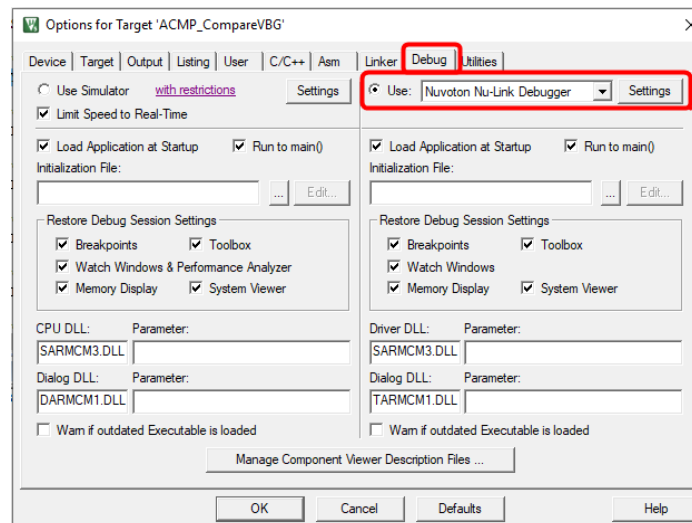 Options for Target 'ACMP_CompareVBG'
Device Target Output Listing User C/C++ Asm Linker Debug Utilities
Use Simulator with restrictions Settings
Use: Nuvoton Nu-Link Debugger Settings
Limit Speed to Real-Time
Load Application at Startup Run to main() Load Application at Startup Run to main()
Initialization File: Initialization File:
... Edit... ... Edit...
Restore Debug Session Settings Restore Debug Session Settings
Breakpoints Toolbox Breakpoints Toolbox
Watch Windows & Performance Analyzer Watch Windows
Memory Display System Viewer Memory Display System Viewer
CPU DLL: Parameter: Driver DLL: Parameter:
SARMCM3.DLL SARMCM3.DLL
Dialog DLL: Parameter: Dialog DLL: Parameter:
DARMCM1.DLL TARMCM1.DLL
Warn if outdated Executable is loaded Warn if outdated Executable is loaded
Manage Component Viewer Description Files ...
OK Cancel Defaults Help